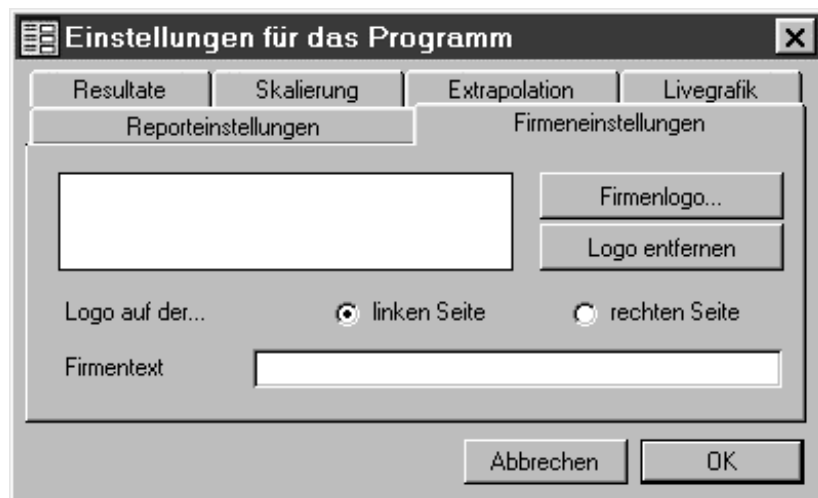 Einstellungen für das Programm
Resultate Skalierung Extrapolation Livegrafik
Reporteinstellungen Firmeneinstellungen
Firmenlogo...
Logo entfernen
Logo auf der... linken Seite rechten Seite
Firmentext
Abbrechen OK